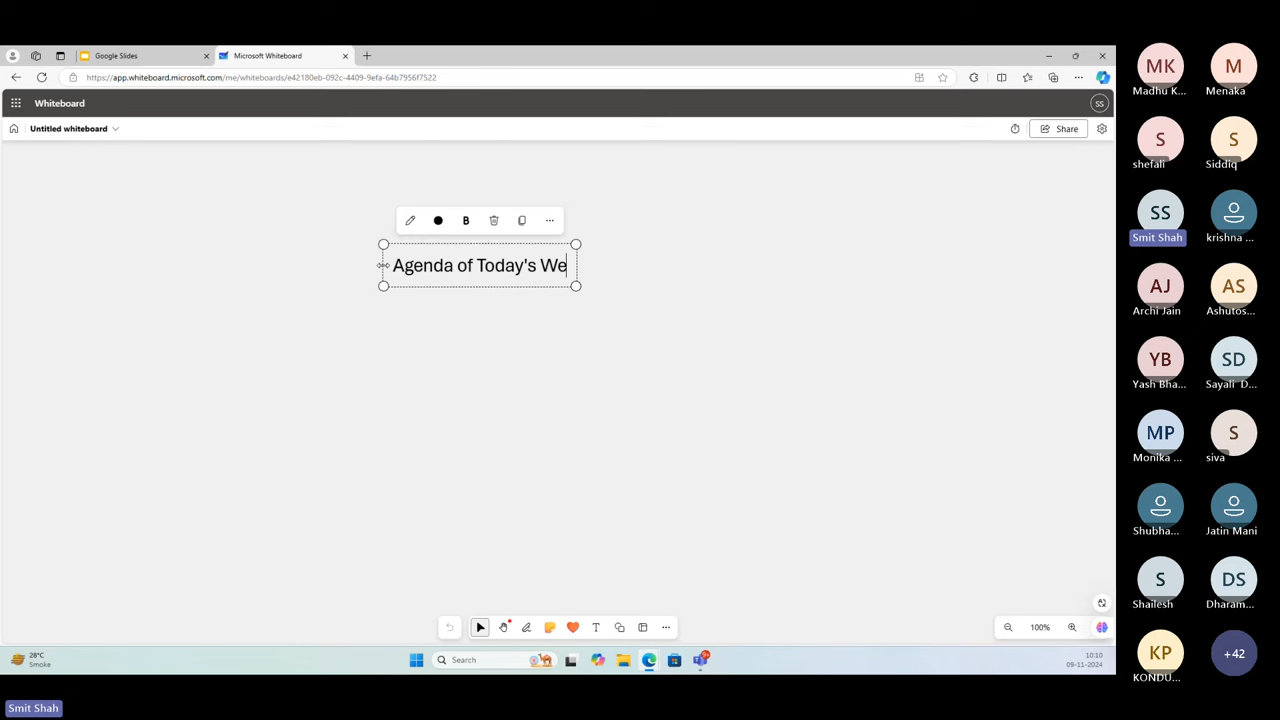 Google Slides
Microsoft Whiteboard
https://app.whiteboard.microsoft.com/me/whiteboards/e42180eb-092c-4409-9efa-64b7956f7522
Whiteboard
SS
Untitled whiteboard
Share
B
Agenda of Today's We
T
100%
28°C
Smoke
Search
9+
10:10
09-11-2024
MK
Madhu K...
M
Menaka
S
shefali
S
Siddiq
SS
Smit Shah
krishna ...
AJ
Archi Jain
AS
Ashutos...
YB
Yash Bha...
SD
Sayali D...
MP
Monika ...
S
siva
Shubha...
Jatin Mani
S
Shailesh
DS
Dharam...
KP
KONDU...
+42
Smit Shah